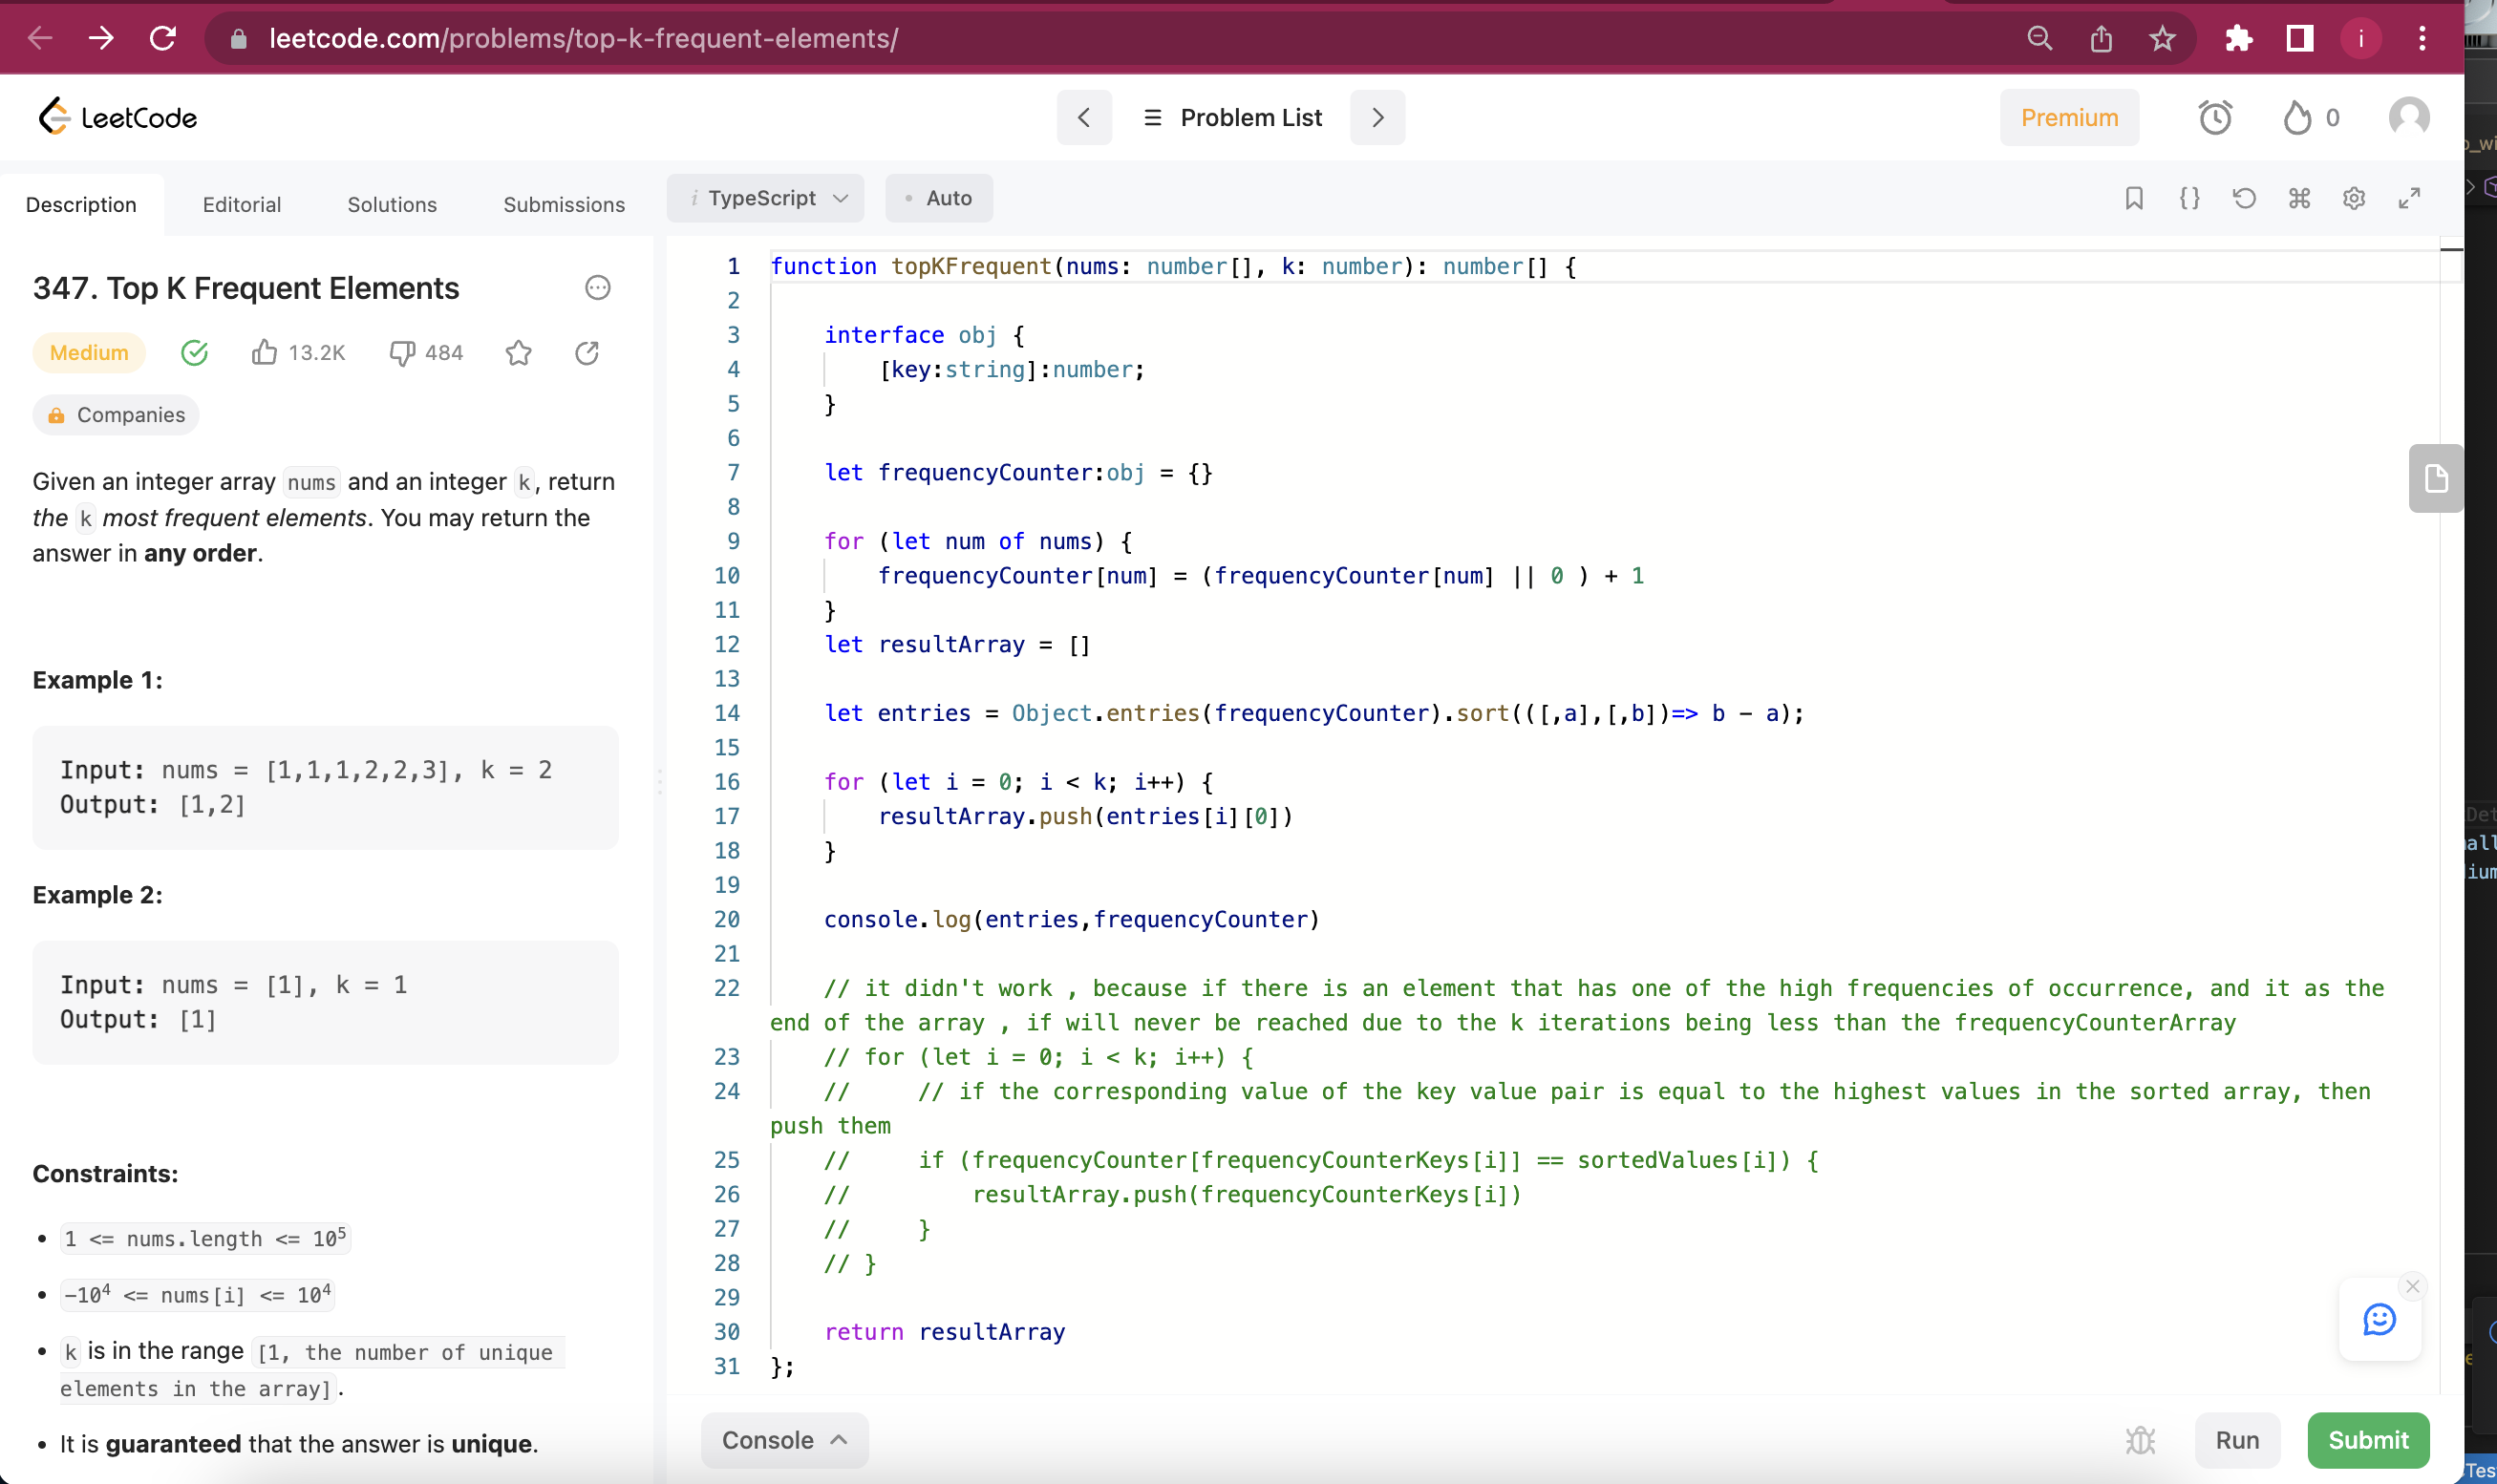 leetcode.com/problems/top-k-frequent-elements/
i
LeetCode
Problem List
Premium
0
Description
Editorial
Solutions
Submissions
i TypeScript
• Auto
347. Top K Frequent Elements
Medium
13.2K
484
Companies
Given an integer array nums and an integer k, return
the k most frequent elements. You may return the
answer in any order.
Example 1:
Input: nums = [1,1,1,2,2,3], k = 2
Output: [1,2]
Example 2:
Input: nums = [1], k = 1
Output: [1]
Constraints:
• 1 <= nums.length <= 10⁵
• -10⁴ <= nums[i] <= 10⁴
• k is in the range [1, the number of unique
elements in the array].
• It is guaranteed that the answer is unique.
1 function topKFrequent(nums: number[], k: number): number[] {
2
3 interface obj {
4 [key:string]:number;
5 }
6
7 let frequencyCounter:obj = {}
8
9 for (let num of nums) {
10 frequencyCounter[num] = (frequencyCounter[num] || 0 ) + 1
11 }
12 let resultArray = []
13
14 let entries = Object.entries(frequencyCounter).sort(([,a],[,b])=> b - a);
15
16 for (let i = 0; i < k; i++) {
17 resultArray.push(entries[i][0])
18 }
19
20 console.log(entries,frequencyCounter)
21
22 // it didn't work , because if there is an element that has one of the high frequencies of occurrence, and it as the
end of the array , if will never be reached due to the k iterations being less than the frequencyCounterArray
23 // for (let i = 0; i < k; i++) {
24 // // if the corresponding value of the key value pair is equal to the highest values in the sorted array, then
push them
25 // if (frequencyCounter[frequencyCounterKeys[i]] == sortedValues[i]) {
26 // resultArray.push(frequencyCounterKeys[i])
27 // }
28 // }
29
30 return resultArray
31 };
Console
Run
Submit